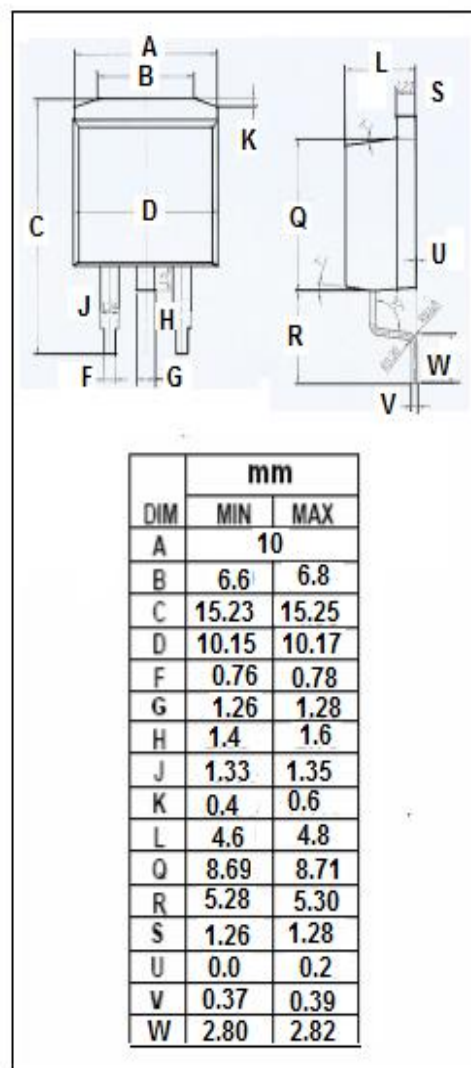 A
B
L
S
K
C
D
Q
U
J
H
R
F
G
W
V
mm
DIM MIN MAX
A 10
B 6.6 6.8
C 15.23 15.25
D 10.15 10.17
F 0.76 0.78
G 1.26 1.28
H 1.4 1.6
J 1.33 1.35
K 0.4 0.6
L 4.6 4.8
Q 8.69 8.71
R 5.28 5.30
S 1.26 1.28
U 0.0 0.2
V 0.37 0.39
W 2.80 2.82